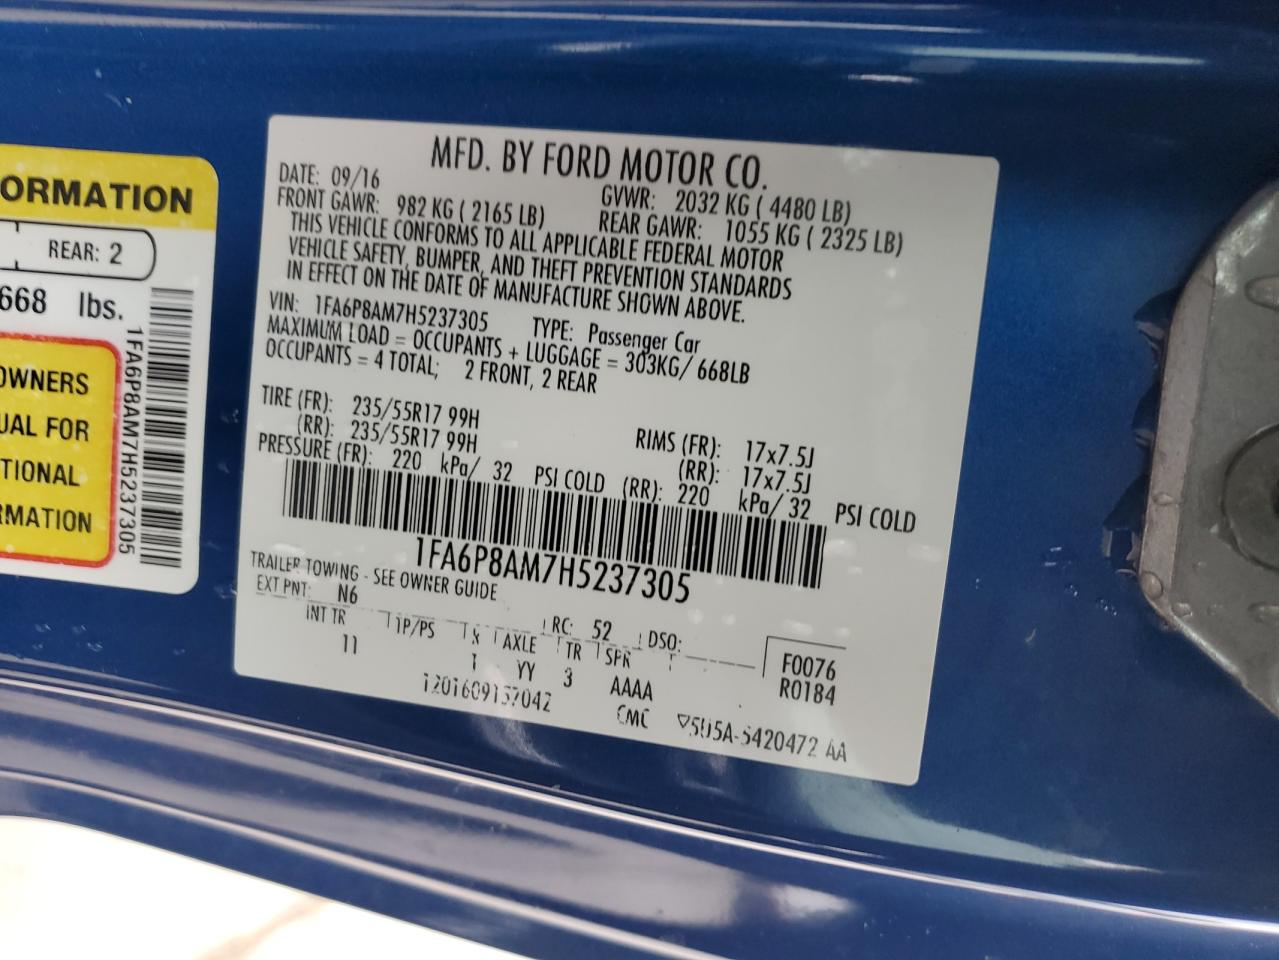 ORMATION
REAR: 2
668 lbs.
OWNERS
UAL FOR
TIONAL
RMATION
1FA6P8AM7H5237305
MFD. BY FORD MOTOR CO.
DATE: 09/16 GVWR: 2032 KG ( 4480 LB)
FRONT GAWR: 982 KG ( 2165 LB) REAR GAWR: 1055 KG ( 2325 LB)
THIS VEHICLE CONFORMS TO ALL APPLICABLE FEDERAL MOTOR
VEHICLE SAFETY, BUMPER, AND THEFT PREVENTION STANDARDS
IN EFFECT ON THE DATE OF MANUFACTURE SHOWN ABOVE.
VIN: 1FA6P8AM7H5237305 TYPE: Passenger Car
MAXIMUM LOAD = OCCUPANTS + LUGGAGE = 303KG/ 668LB
OCCUPANTS = 4 TOTAL; 2 FRONT, 2 REAR
TIRE (FR): 235/55R17 99H RIMS (FR): 17x7.5J
(RR): 235/55R17 99H (RR): 17x7.5J
PRESSURE (FR): 220 kPa/ 32 PSI COLD (RR): 220 kPa/ 32 PSI COLD
1FA6P8AM7H5237305
TRAILER TOWING - SEE OWNER GUIDE
EXT PNT: N6 RC: 52 DSO:
INT TR TP/PS AXLE TR SPR F0076
11 1 YY 3 AAAA R0184
CMC 5U5A-5420472 AA